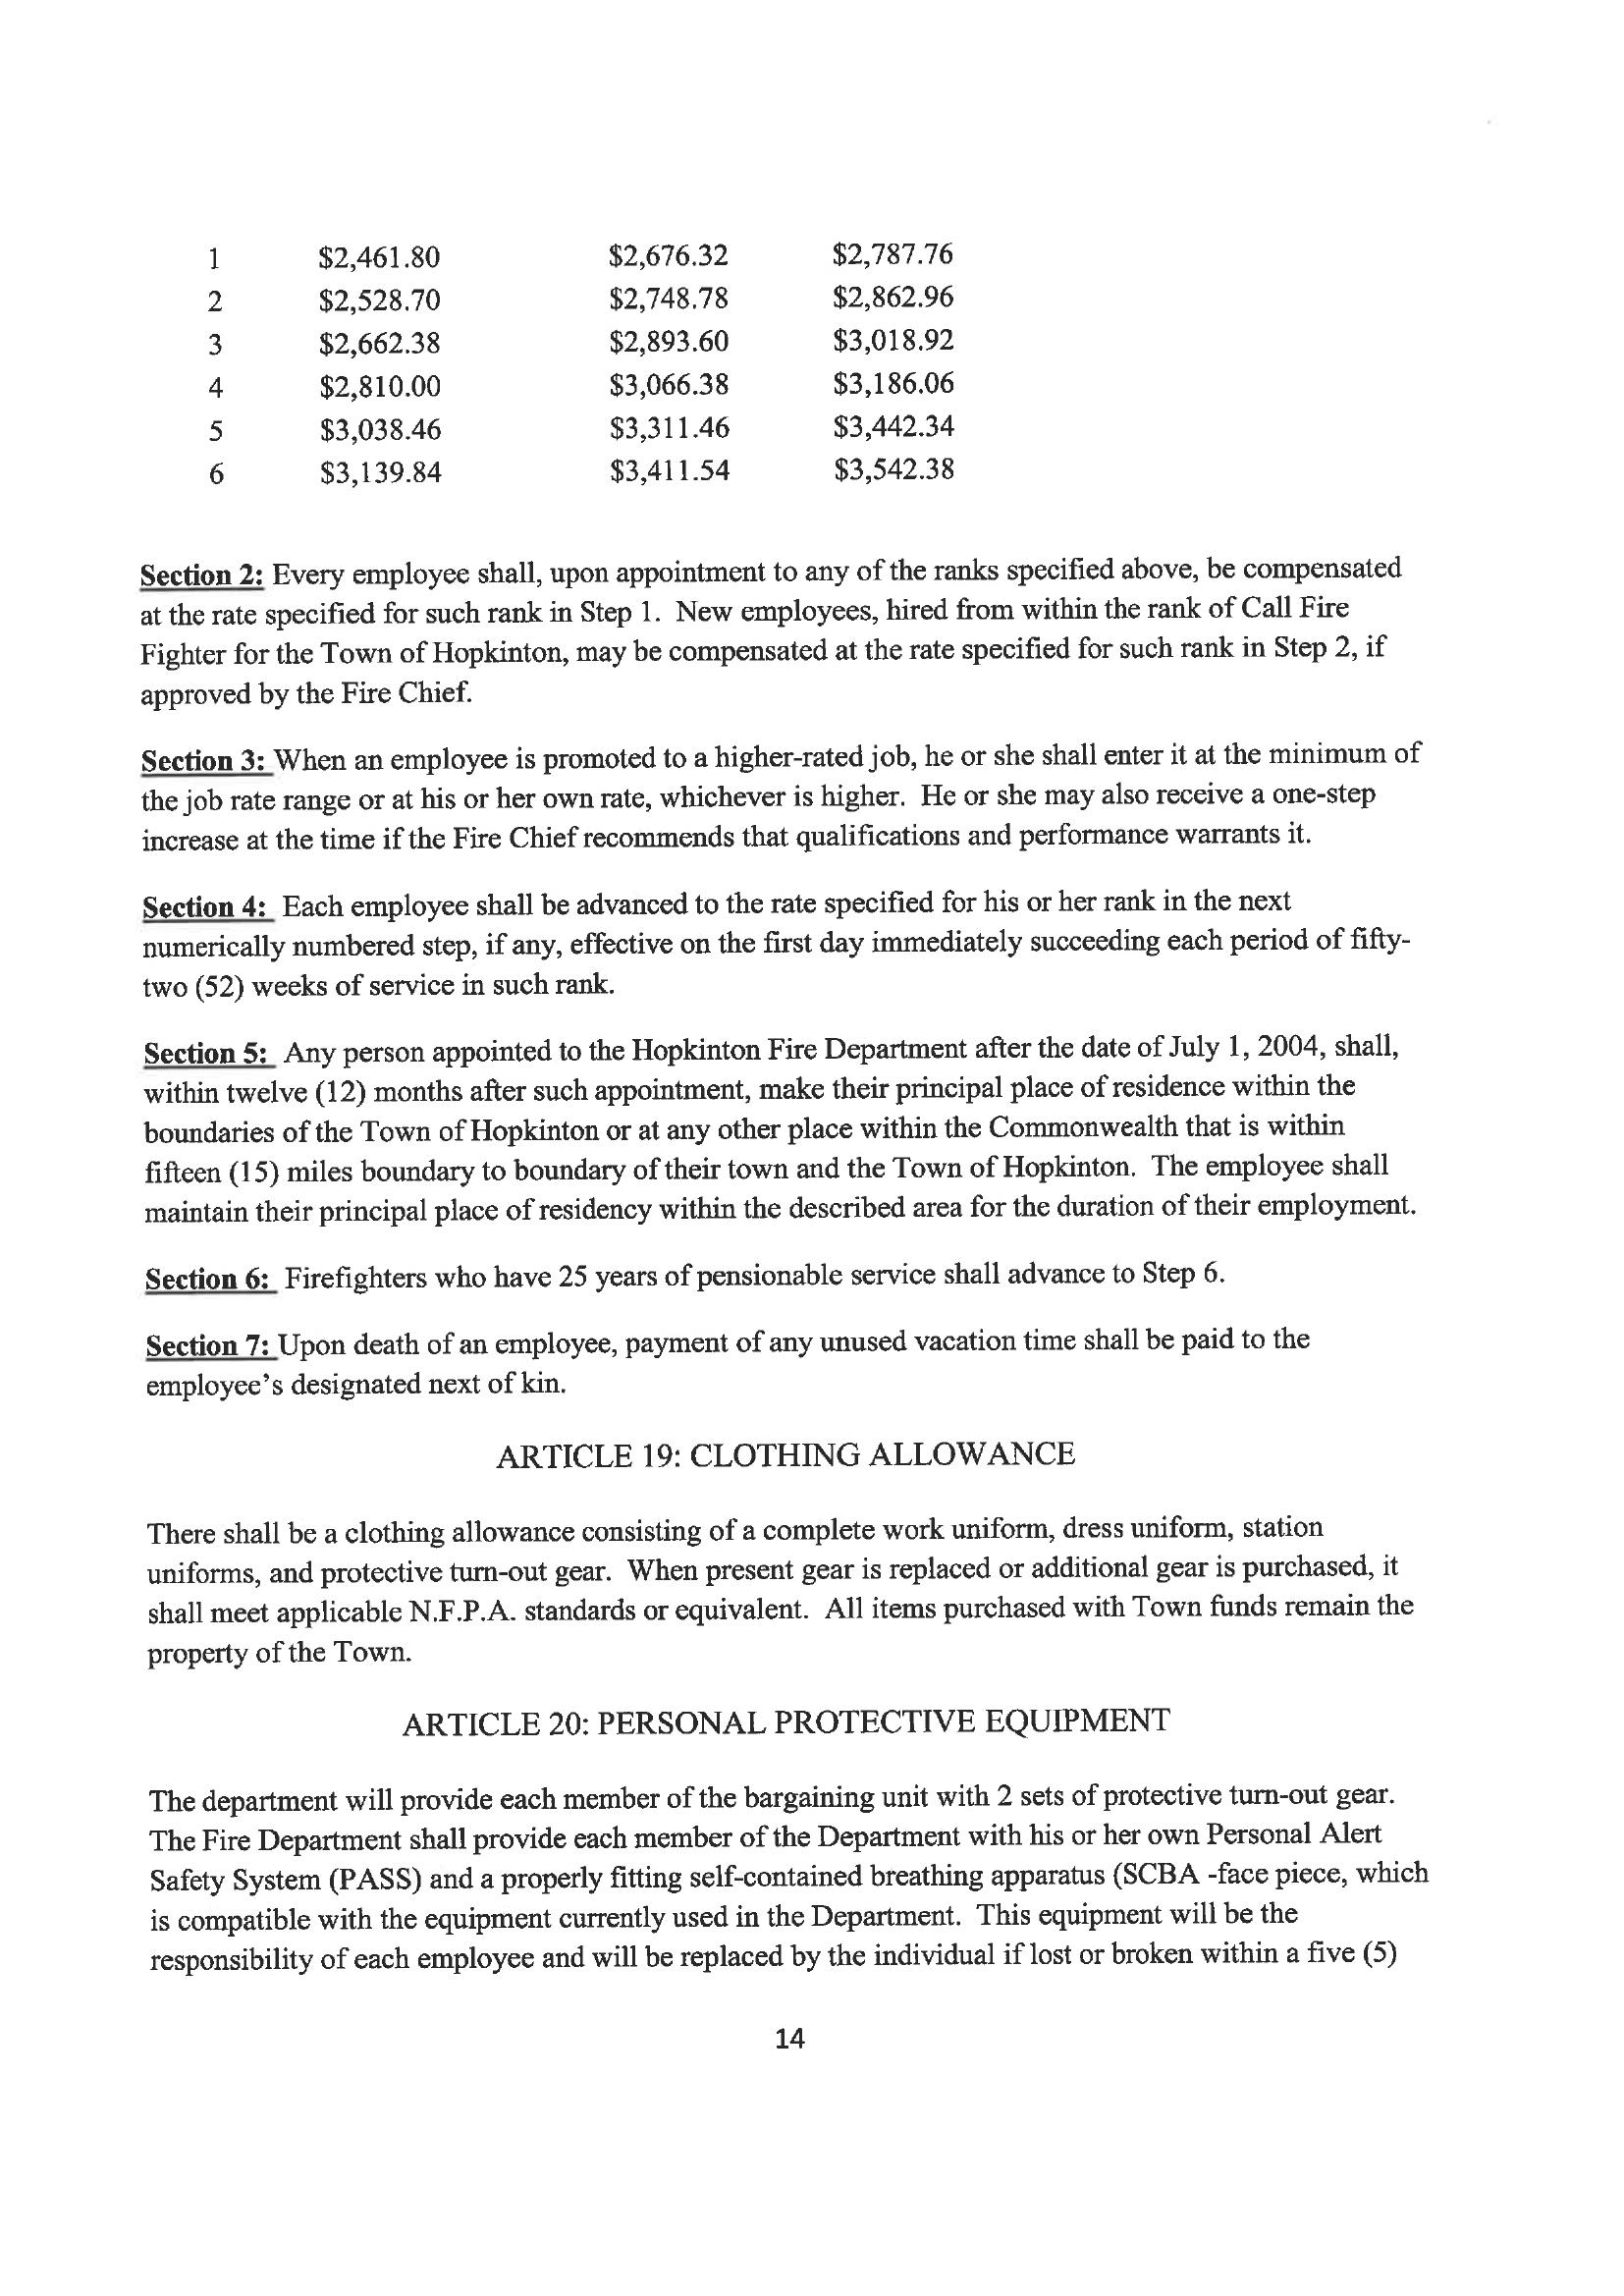 1 $2,461.80 $2,676.32 $2,787.76
2 $2,528.70 $2,748.78 $2,862.96
3 $2,662.38 $2,893.60 $3,018.92
4 $2,810.00 $3,066.38 $3,186.06
5 $3,038.46 $3,311.46 $3,442.34
6 $3,139.84 $3,411.54 $3,542.38
Section 2: Every employee shall, upon appointment to any of the ranks specified above, be compensated
at the rate specified for such rank in Step 1. New employees, hired from within the rank of Call Fire
Fighter for the Town of Hopkinton, may be compensated at the rate specified for such rank in Step 2, if
approved by the Fire Chief.
Section 3: When an employee is promoted to a higher-rated job, he or she shall enter it at the minimum of
the job rate range or at his or her own rate, whichever is higher. He or she may also receive a one-step
increase at the time if the Fire Chief recommends that qualifications and performance warrants it.
Section 4: Each employee shall be advanced to the rate specified for his or her rank in the next
numerically numbered step, if any, effective on the first day immediately succeeding each period of fifty-
two (52) weeks of service in such rank.
Section 5: Any person appointed to the Hopkinton Fire Department after the date of July 1, 2004, shall,
within twelve (12) months after such appointment, make their principal place of residence within the
boundaries of the Town of Hopkinton or at any other place within the Commonwealth that is within
fifteen (15) miles boundary to boundary of their town and the Town of Hopkinton. The employee shall
maintain their principal place of residency within the described area for the duration of their employment.
Section 6: Firefighters who have 25 years of pensionable service shall advance to Step 6.
Section 7: Upon death of an employee, payment of any unused vacation time shall be paid to the
employee's designated next of kin.
ARTICLE 19: CLOTHING ALLOWANCE
There shall be a clothing allowance consisting of a complete work uniform, dress uniform, station
uniforms, and protective turn-out gear. When present gear is replaced or additional gear is purchased, it
shall meet applicable N.F.P.A. standards or equivalent. All items purchased with Town funds remain the
property of the Town.
ARTICLE 20: PERSONAL PROTECTIVE EQUIPMENT
The department will provide each member of the bargaining unit with 2 sets of protective turn-out gear.
The Fire Department shall provide each member of the Department with his or her own Personal Alert
Safety System (PASS) and a properly fitting self-contained breathing apparatus (SCBA -face piece, which
is compatible with the equipment currently used in the Department. This equipment will be the
responsibility of each employee and will be replaced by the individual if lost or broken within a five (5)
14